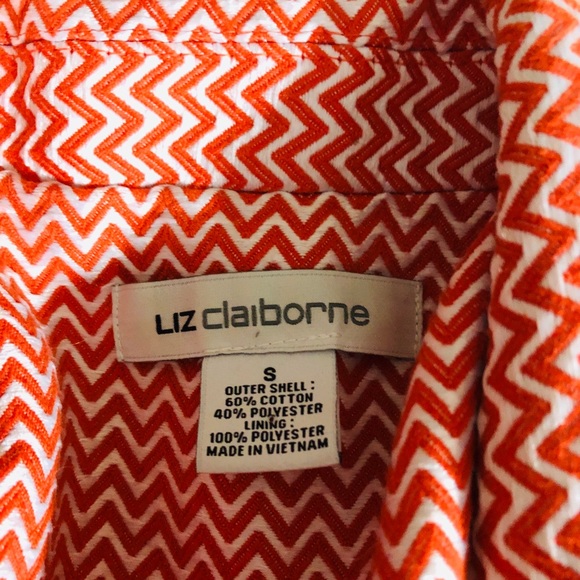 LIZ claiborne
S
OUTER SHELL :
60% COTTON
40% POLYESTER
LINING :
100% POLYESTER
MADE IN VIETNAM